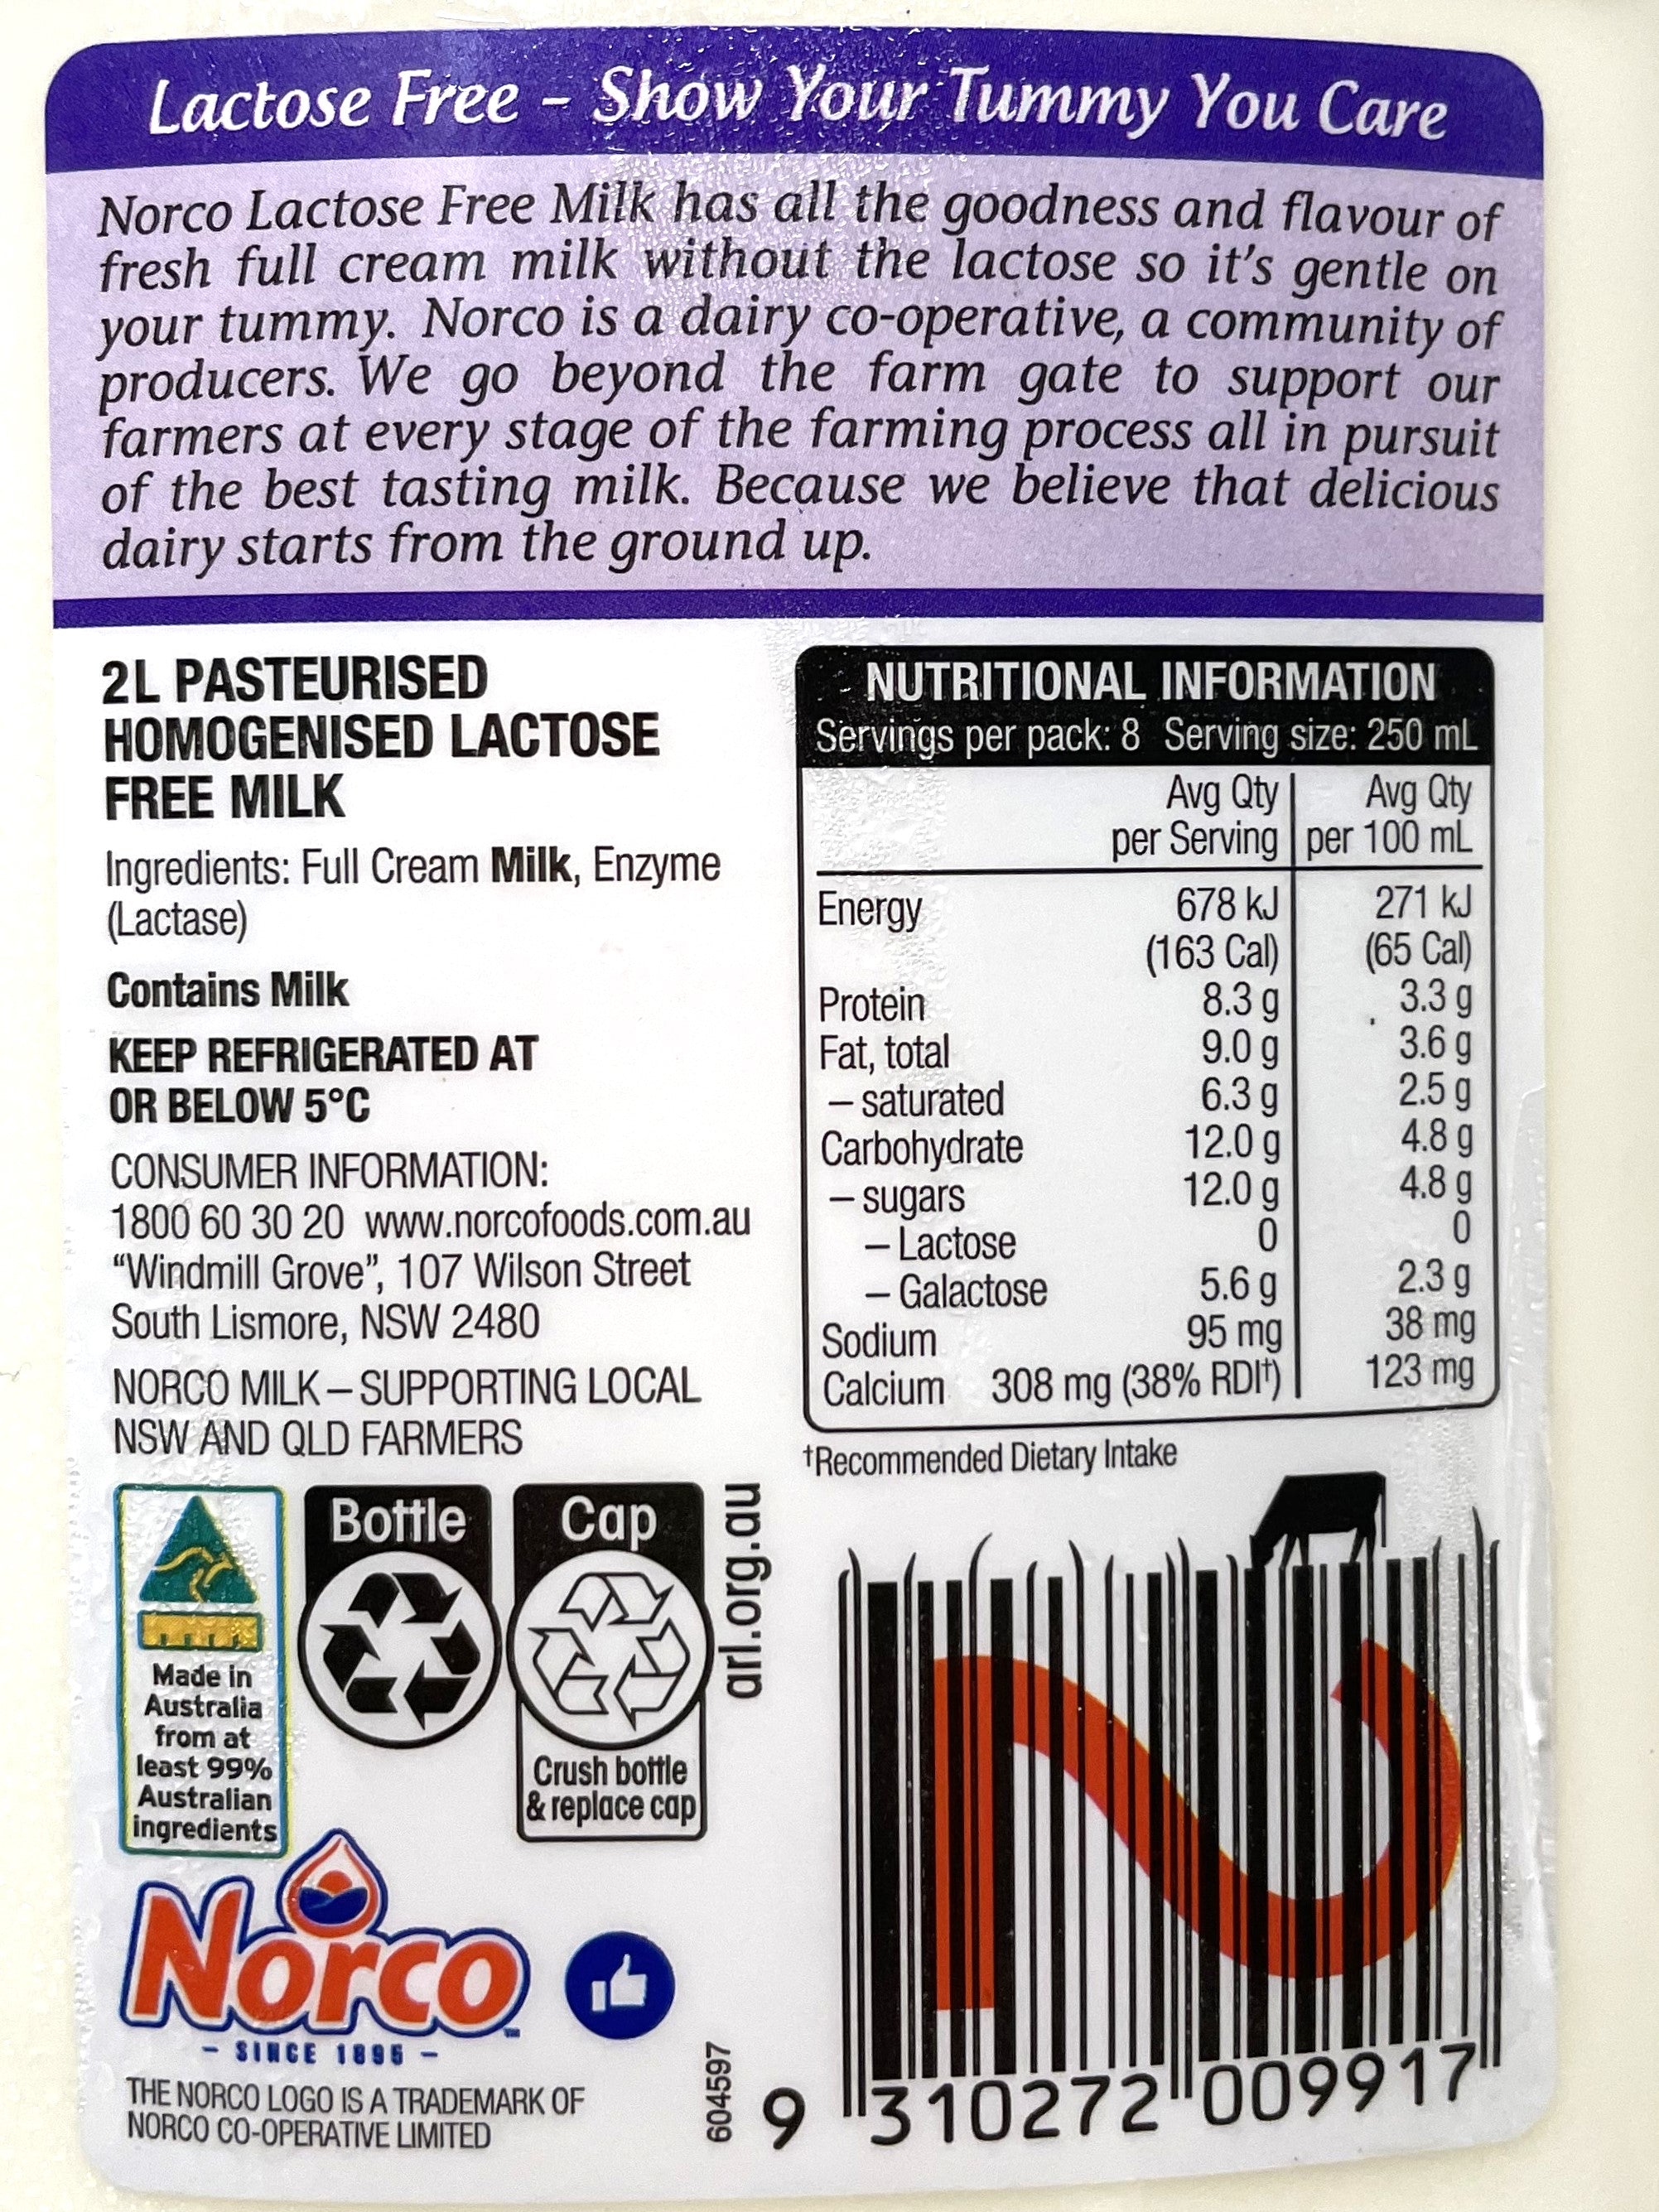 Lactose Free – Show Your Tummy You Care
Norco Lactose Free Milk has all the goodness and flavour of
fresh full cream milk without the lactose so it's gentle on
your tummy. Norco is a dairy co-operative, a community of
producers. We go beyond the farm gate to support our
farmers at every stage of the farming process all in pursuit
of the best tasting milk. Because we believe that delicious
dairy starts from the ground up.
2L PASTEURISED
HOMOGENISED LACTOSE
FREE MILK
Ingredients: Full Cream Milk, Enzyme
(Lactase)
Contains Milk
KEEP REFRIGERATED AT
OR BELOW 5°C
CONSUMER INFORMATION:
1800 60 30 20 www.norcofoods.com.au
“Windmill Grove”, 107 Wilson Street
South Lismore, NSW 2480
NORCO MILK – SUPPORTING LOCAL
NSW AND QLD FARMERS
NUTRITIONAL INFORMATION
Servings per pack: 8 Serving size: 250 mL
Avg Qty Avg Qty
per Serving per 100 mL
Energy 678 kJ 271 kJ
(163 Cal) (65 Cal)
Protein 8.3 g 3.3 g
Fat, total 9.0 g 3.6 g
– saturated 6.3 g 2.5 g
Carbohydrate 12.0 g 4.8 g
– sugars 12.0 g 4.8 g
– Lactose 0 0
– Galactose 5.6 g 2.3 g
Sodium 95 mg 38 mg
Calcium 308 mg (38% RDI†) 123 mg
†Recommended Dietary Intake
Made in
Australia
from at
least 99%
Australian
ingredients
Bottle
Cap
Crush bottle
& replace cap
arl.org.au
Norco™
– SINCE 1895 –
THE NORCO LOGO IS A TRADEMARK OF
NORCO CO-OPERATIVE LIMITED
604597
9 310272 009917